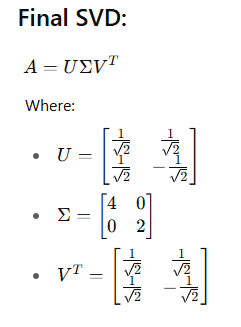 Final SVD:
A = UΣV^T
Where:
• U = [1/√2 1/√2; 1/√2 −1/√2]
• Σ = [4 0; 0 2]
• V^T = [1/√2 1/√2; 1/√2 −1/√2]